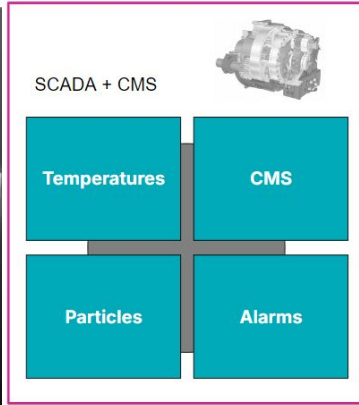 SCADA + CMS
Temperatures
CMS
Particles
Alarms